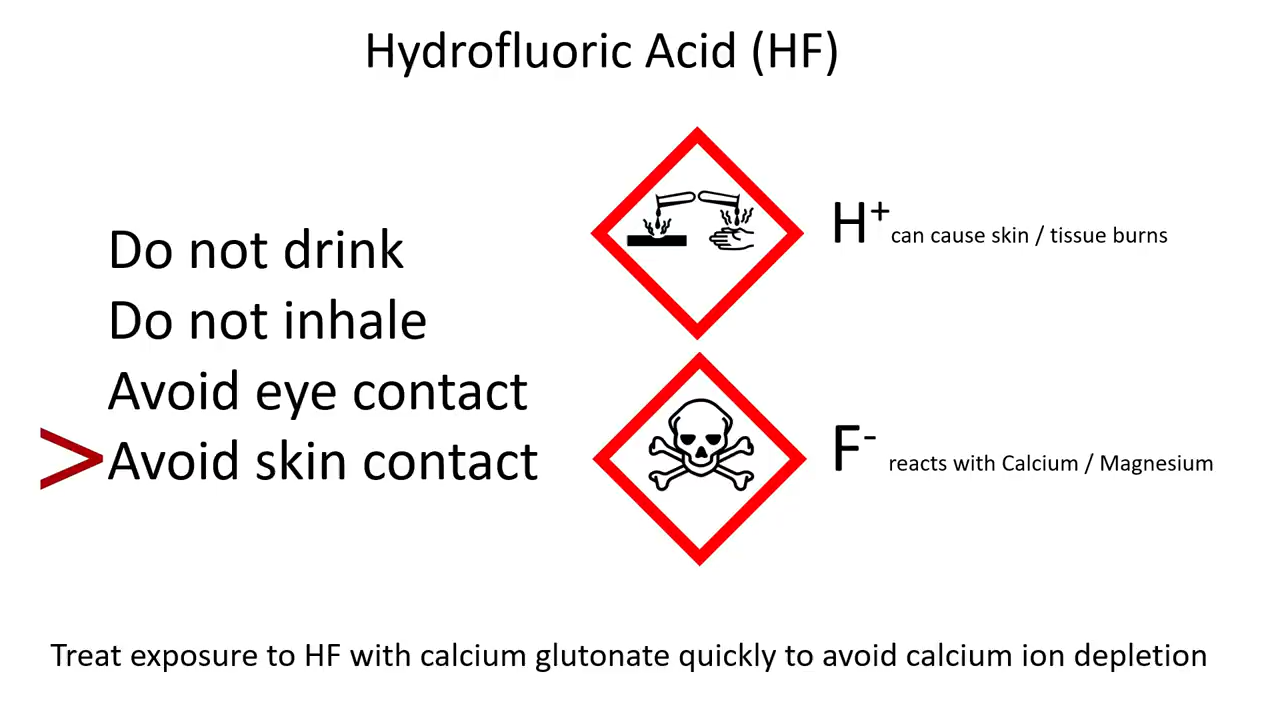 Hydrofluoric Acid (HF)
Do not drink
Do not inhale
Avoid eye contact
>Avoid skin contact
H+ can cause skin / tissue burns
F- reacts with Calcium / Magnesium
Treat exposure to HF with calcium glutonate quickly to avoid calcium ion depletion